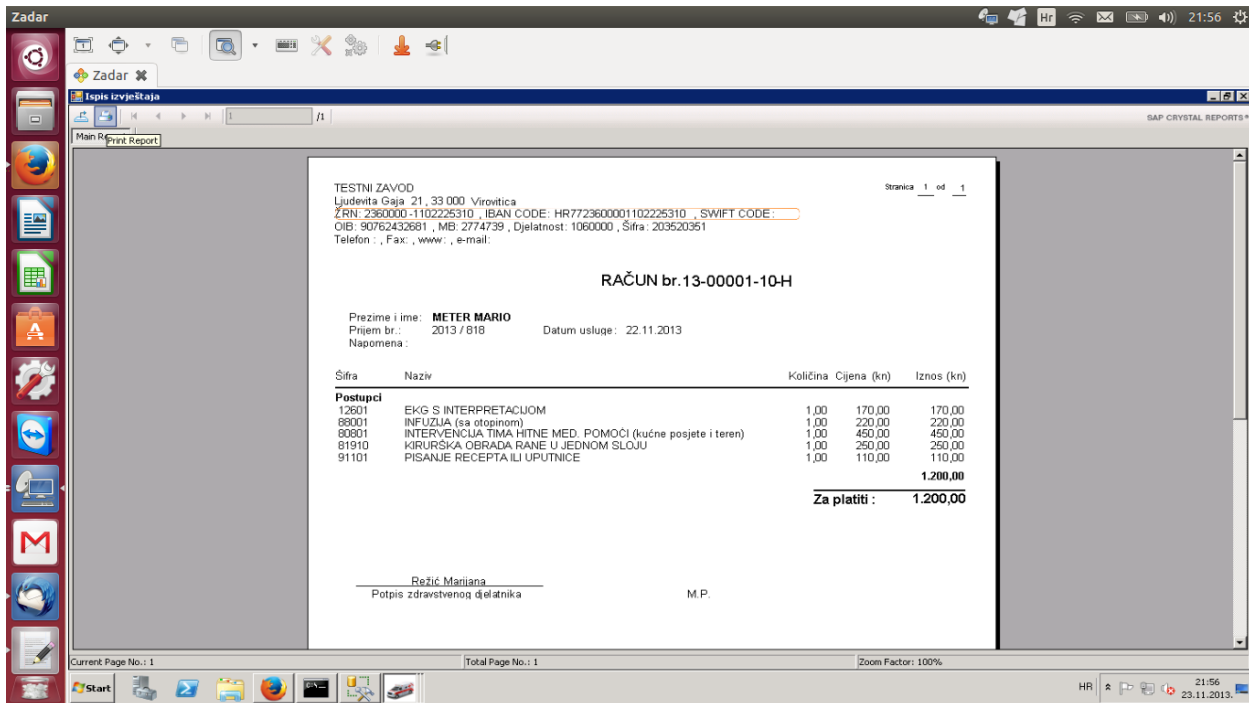 Zadar
Hr
21:56
Zadar
Ispis izvještaja
1 /1
SAP CRYSTAL REPORTS®
Print Report
TESTNI ZAVOD
Stranica 1 od 1
Ljudevita Gaja 21 , 33 000 Virovitica
ŽRN: 2360000 -1102225310 , IBAN CODE: HR7723600001102225310 , SWIFT CODE :
OIB: 90762432681 , MB: 2774739 , Djelatnost: 1060000 , Šifra: 203520351
Telefon : , Fax: , www: , e-mail:
RAČUN br.13-00001-10-H
Prezime i ime: METER MARIO
Prijem br.: 2013 / 818 Datum usluge : 22.11.2013
Napomena :
Šifra Naziv Količina Cijena (kn) Iznos (kn)
Postupci
12601 EKG S INTERPRETACIJOM 1,00 170,00 170,00
88001 INFUZIJA (sa otopinom) 1,00 220,00 220,00
80801 INTERVENCIJA TIMA HITNE MED. POMOĆI (kućne posjete i teren) 1,00 450,00 450,00
81910 KIRURŠKA OBRADA RANE U JEDNOM SLOJU 1,00 250,00 250,00
91101 PISANJE RECEPTA ILI UPUTNICE 1,00 110,00 110,00
1.200,00
Za platiti : 1.200,00
Režić Marijana
Potpis zdravstvenog djelatnika M.P.
Current Page No.: 1 Total Page No.: 1 Zoom Factor: 100%
Start
HR
21:56
23.11.2013.